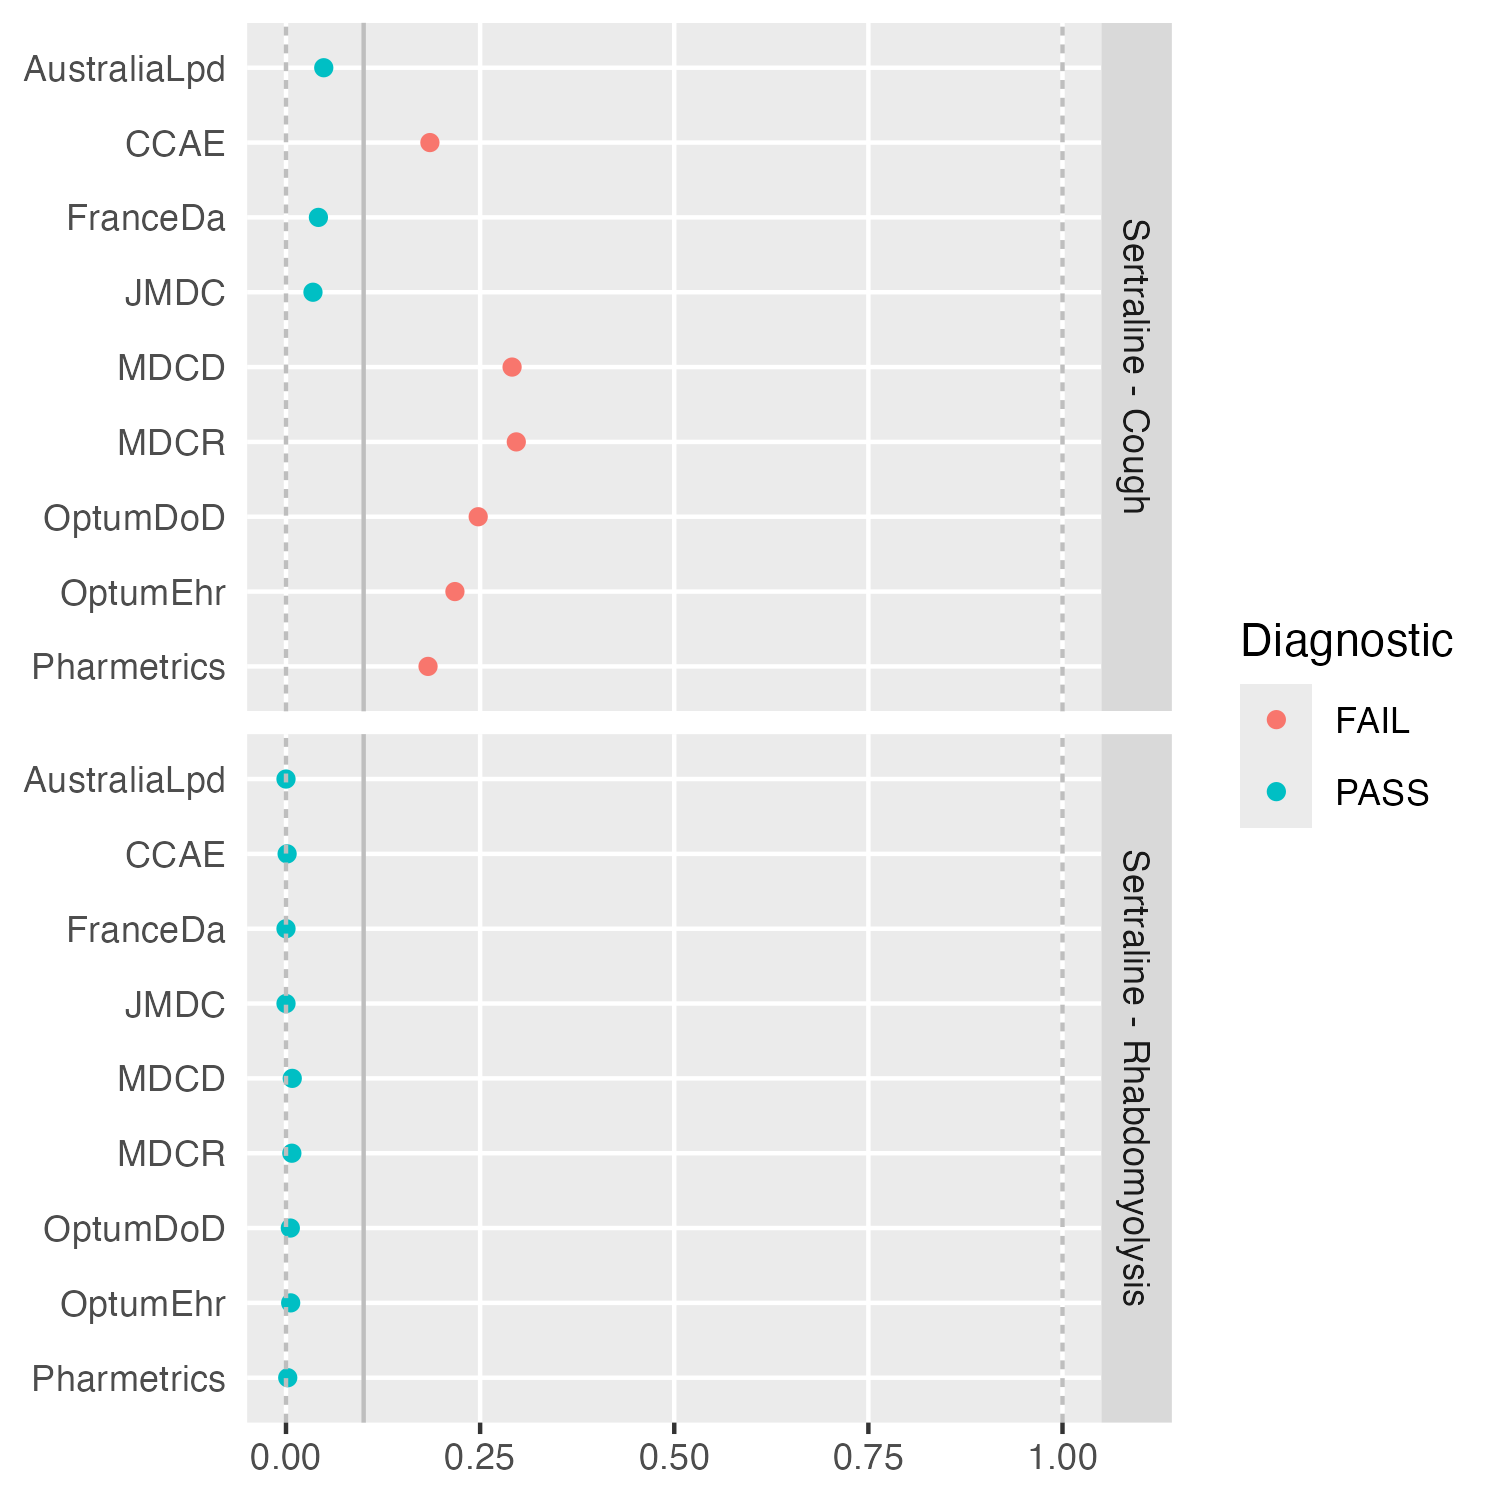 AustraliaLpd
CCAE
FranceDa
JMDC
MDCD
MDCR
OptumDoD
OptumEhr
Pharmetrics
Sertraline - Cough
AustraliaLpd
CCAE
FranceDa
JMDC
MDCD
MDCR
OptumDoD
OptumEhr
Pharmetrics
Sertraline - Rhabdomyolysis
0.00 0.25 0.50 0.75 1.00
Diagnostic
FAIL
PASS